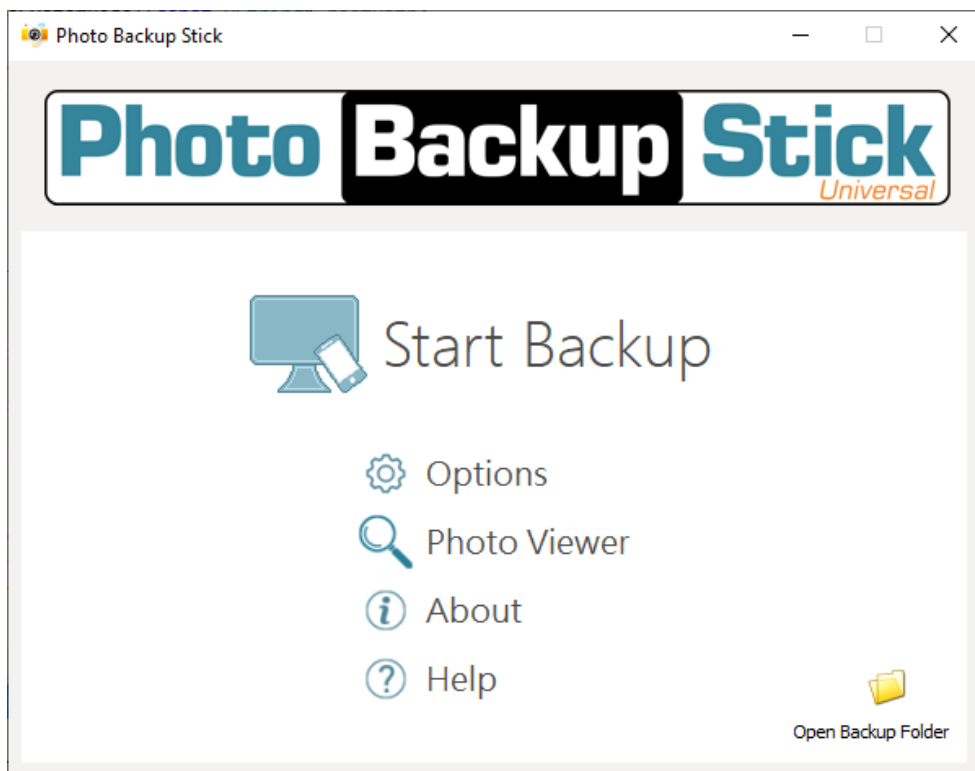 Photo Backup Stick
Photo Backup Stick
Universal
Start Backup
Options
Photo Viewer
About
Help
Open Backup Folder